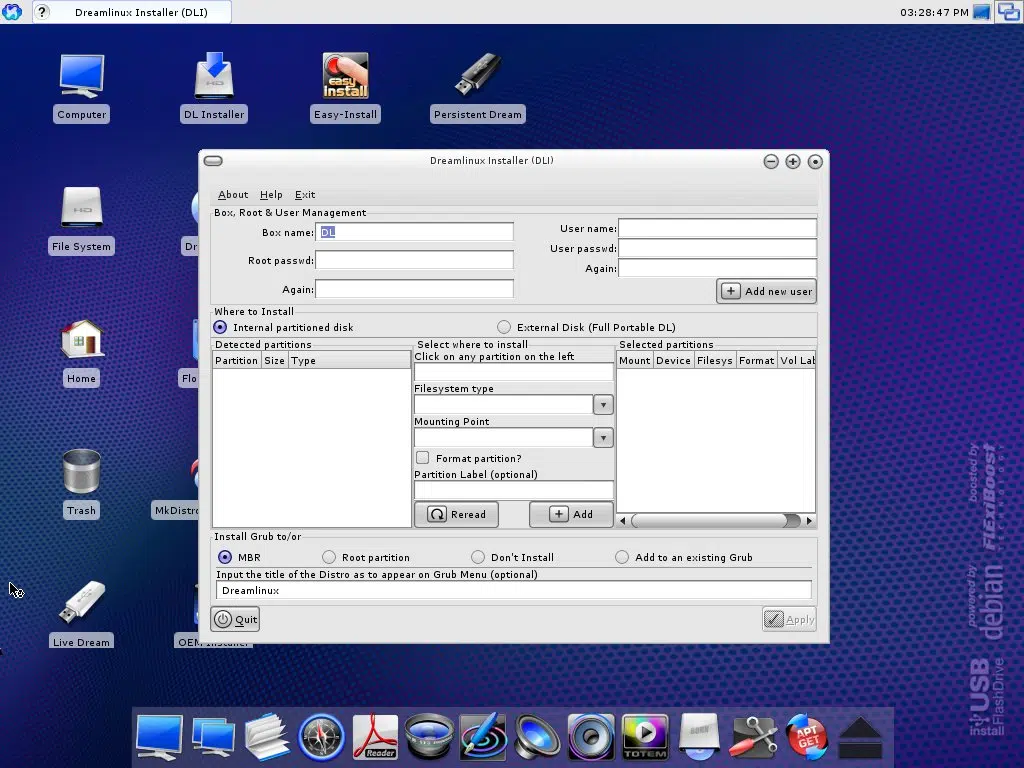 ? Dreamlinux Installer (DLI) 03:28:47 PM
Computer DL Installer Easy-Install Persistent Dream
HD
easy
install
Dreamlinux Installer (DLI)
About Help Exit
Box, Root & User Management
Box name: DL
Root passwd:
Again:
User name:
User passwd:
Again:
Add new user
Where to Install
Internal partitioned disk External Disk (Full Portable DL)
Detected partitions
Partition Size Type
Select where to install
Click on any partition on the left
Filesystem type
Mounting Point
Format partition?
Partition Label (optional)
Reread Add
Selected partitions
Mount Device Filesys Format Vol Lab
Install Grub to/or
MBR Root partition Don't Install Add to an existing Grub
Input the title of the Distro as to appear on Grub Menu (optional)
Dreamlinux
Quit Apply
HD
File System Dr
Home Flo
Trash MkDistro
Live Dream OEM Installer
boosted by
FLExiBoost
TECHNOLOGY
powered by
debian
USB
FlashDrive
install
Reader
TOTEM
BURN
APT
GET